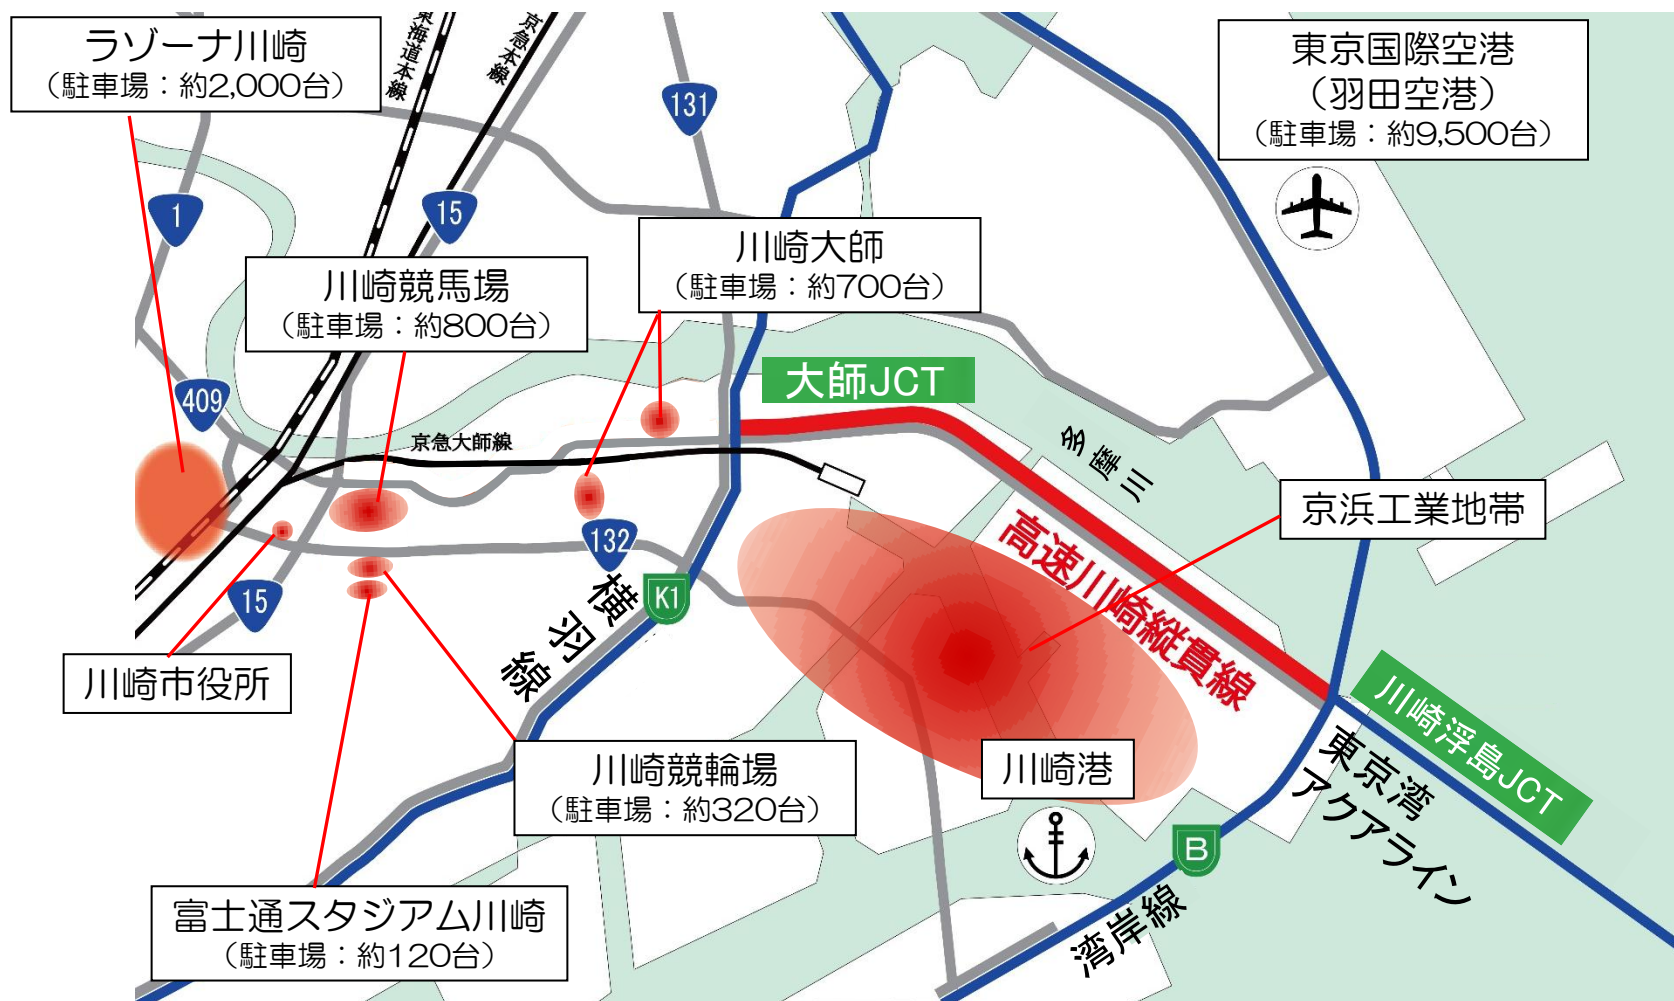 ラゾーナ川崎
（駐車場：約2,000台）
東海道本線
京急本線
131
東京国際空港
（羽田空港）
（駐車場：約9,500台）
1
15
川崎大師
（駐車場：約700台）
川崎競馬場
（駐車場：約800台）
409
大師JCT
京急大師線
多摩川
京浜工業地帯
132
15
K1
横羽線
高速川崎縦貫線
川崎市役所
川崎競輪場
（駐車場：約320台）
川崎港
川崎浮島JCT
東京湾
アクアライン
B
湾岸線
富士通スタジアム川崎
（駐車場：約120台）